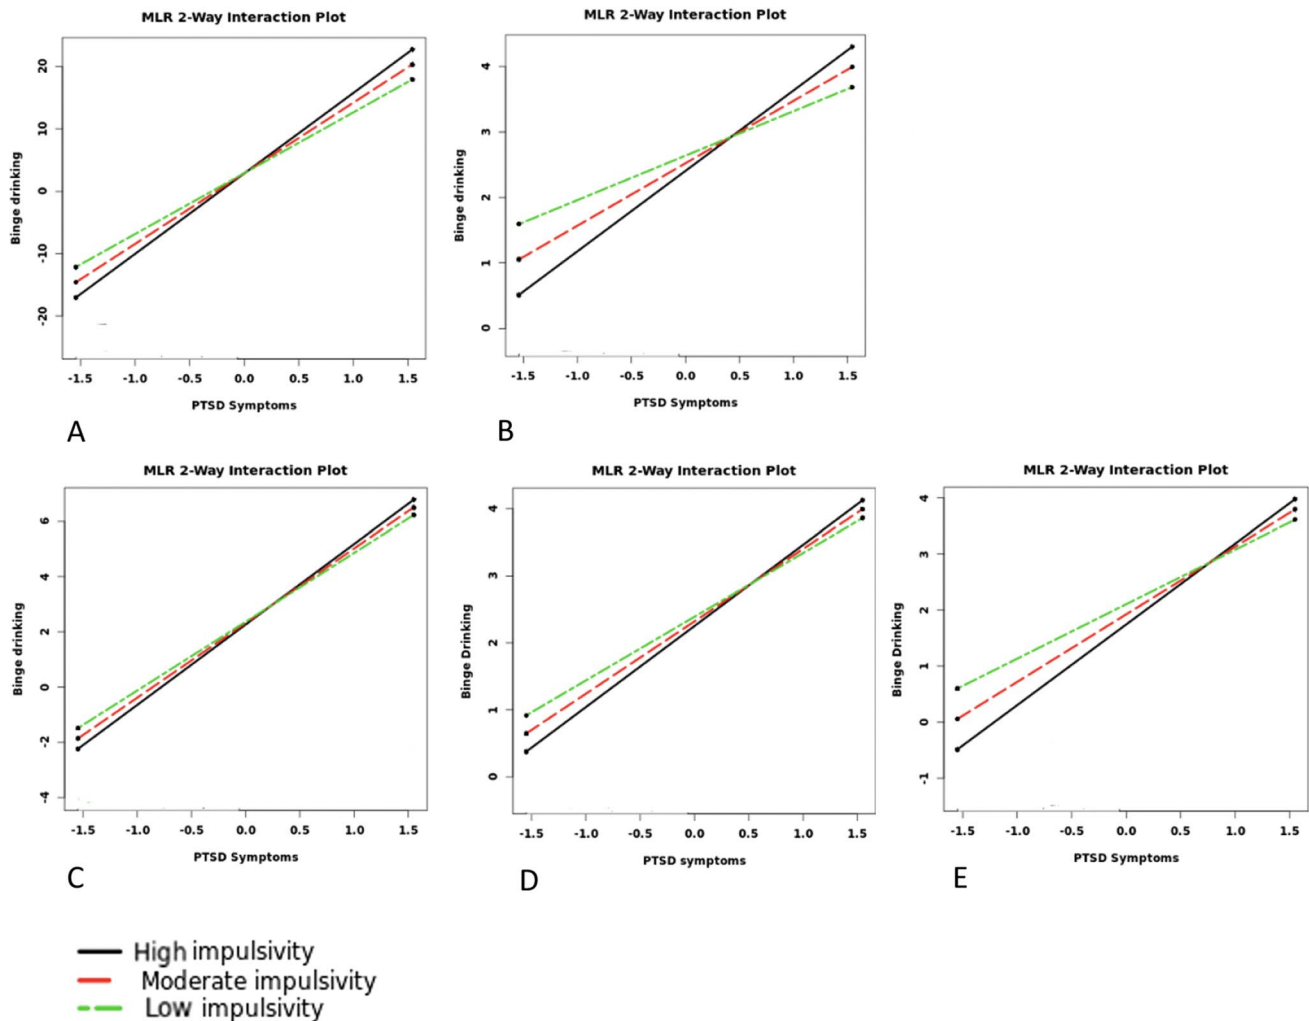 MLR 2-Way Interaction Plot
Binge drinking
20
10
0
-10
-20
-1.5 -1.0 -0.5 0.0 0.5 1.0 1.5
PTSD Symptoms
A
MLR 2-Way Interaction Plot
Binge drinking
4
3
2
1
0
-1.5 -1.0 -0.5 0.0 0.5 1.0 1.5
PTSD Symptoms
B
MLR 2-Way Interaction Plot
Binge drinking
6
4
2
0
-2
-4
-1.5 -1.0 -0.5 0.0 0.5 1.0 1.5
PTSD Symptoms
C
MLR 2-Way Interaction Plot
Binge Drinking
4
3
2
1
0
-1.5 -1.0 -0.5 0.0 0.5 1.0 1.5
PTSD symptoms
D
MLR 2-Way Interaction Plot
Binge Drinking
4
3
2
1
0
-1
-1.5 -1.0 -0.5 0.0 0.5 1.0 1.5
PTSD Symptoms
E
High impulsivity
Moderate impulsivity
Low impulsivity